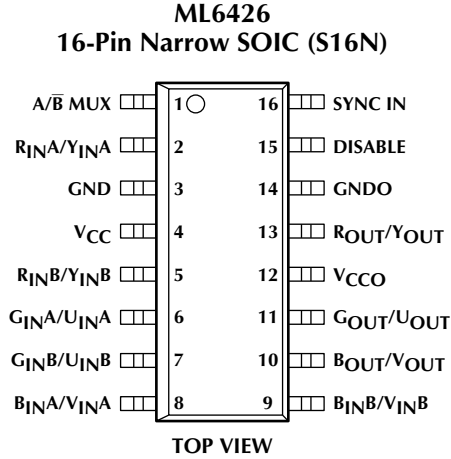 ML6426
16-Pin Narrow SOIC (S16N)
A/B̅ MUX 1 16 SYNC IN
RINA/YINA 2 15 DISABLE
GND 3 14 GNDO
VCC 4 13 ROUT/YOUT
RINB/YINB 5 12 VCCO
GINA/UINA 6 11 GOUT/UOUT
GINB/UINB 7 10 BOUT/VOUT
BINA/VINA 8 9 BINB/VINB
TOP VIEW